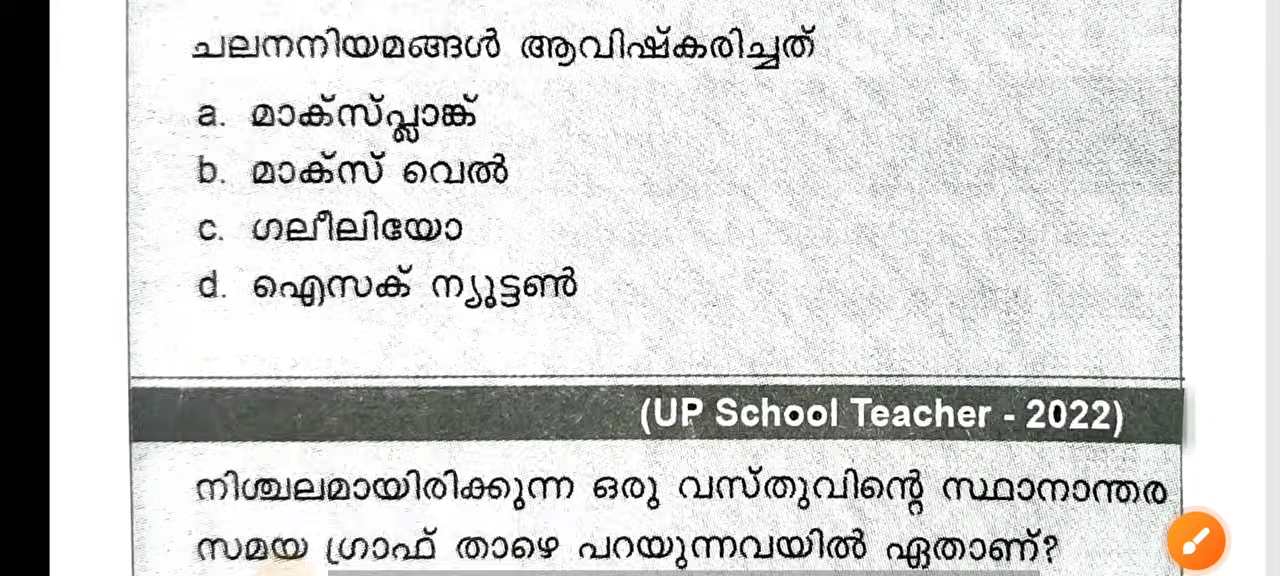 ചലനനിയമങ്ങൾ ആവിഷ്കരിച്ചത്
a. മാക്സ്പ്ലാങ്ക്
b. മാക്സ് വെൽ
c. ഗലീലിയോ
d. ഐസക് ന്യൂട്ടൺ
(UP School Teacher - 2022)
നിശ്ചലമായിരിക്കുന്ന ഒരു വസ്തുവിന്റെ സ്ഥാനാന്തര
സമയ ഗ്രാഫ് താഴെ പറയുന്നവയിൽ ഏതാണ്?